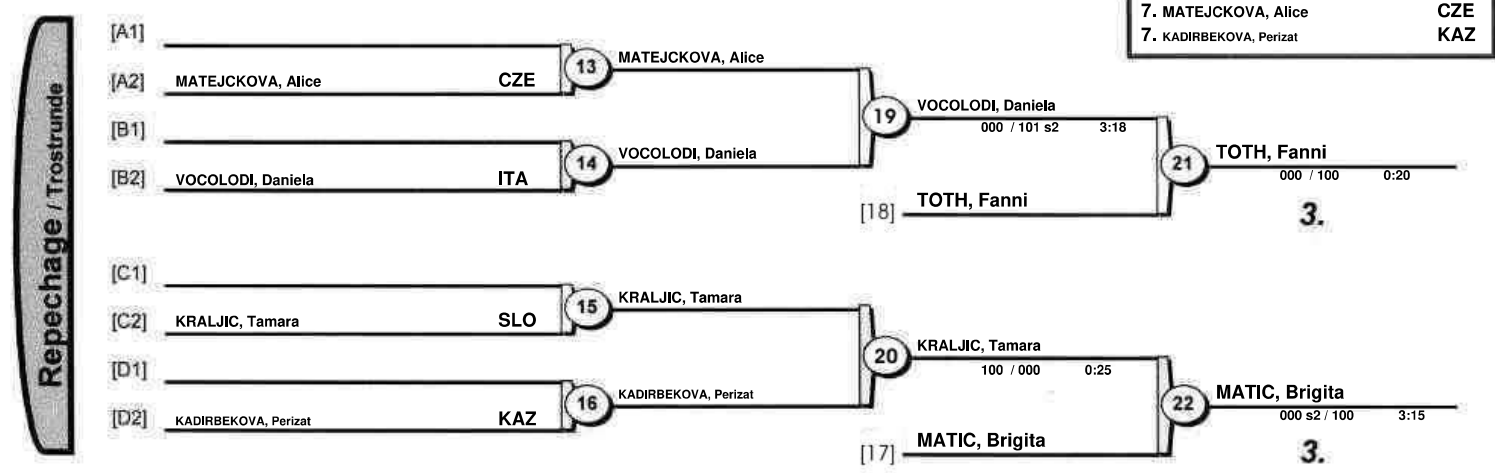 7. MATEJCKOVA, Alice CZE
7. KADIRBEKOVA, Perizat KAZ
Repechage / Trostrunde
[A1]
[A2] MATEJCKOVA, Alice CZE
13 MATEJCKOVA, Alice
[B1]
[B2] VOCOLODI, Daniela ITA
14 VOCOLODI, Daniela
19 VOCOLODI, Daniela
000 / 101 s2 3:18
[18] TOTH, Fanni
21 TOTH, Fanni
000 / 100 0:20
3.
[C1]
[C2] KRALJIC, Tamara SLO
15 KRALJIC, Tamara
[D1]
[D2] KADIRBEKOVA, Perizat KAZ
16 KADIRBEKOVA, Perizat
20 KRALJIC, Tamara
100 / 000 0:25
[17] MATIC, Brigita
22 MATIC, Brigita
000 s2 / 100 3:15
3.